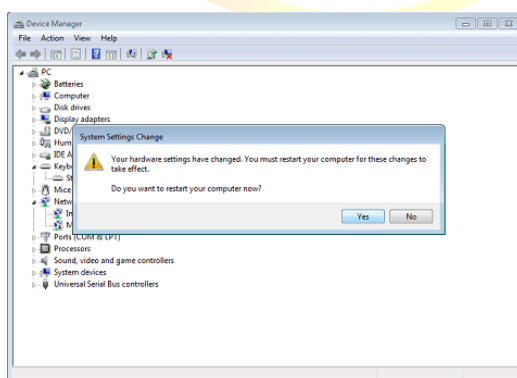 Device Manager
File Action View Help
PC
Batteries
Computer
Disk drives
Display adapters
DVD/
Hum
IDE A
Keyb
St
Mice
Netw
In
M
Ports (COM & LPT)
Processors
Sound, video and game controllers
System devices
Universal Serial Bus controllers
System Settings Change
Your hardware settings have changed. You must restart your computer for these changes to
take effect.
Do you want to restart your computer now?
Yes No